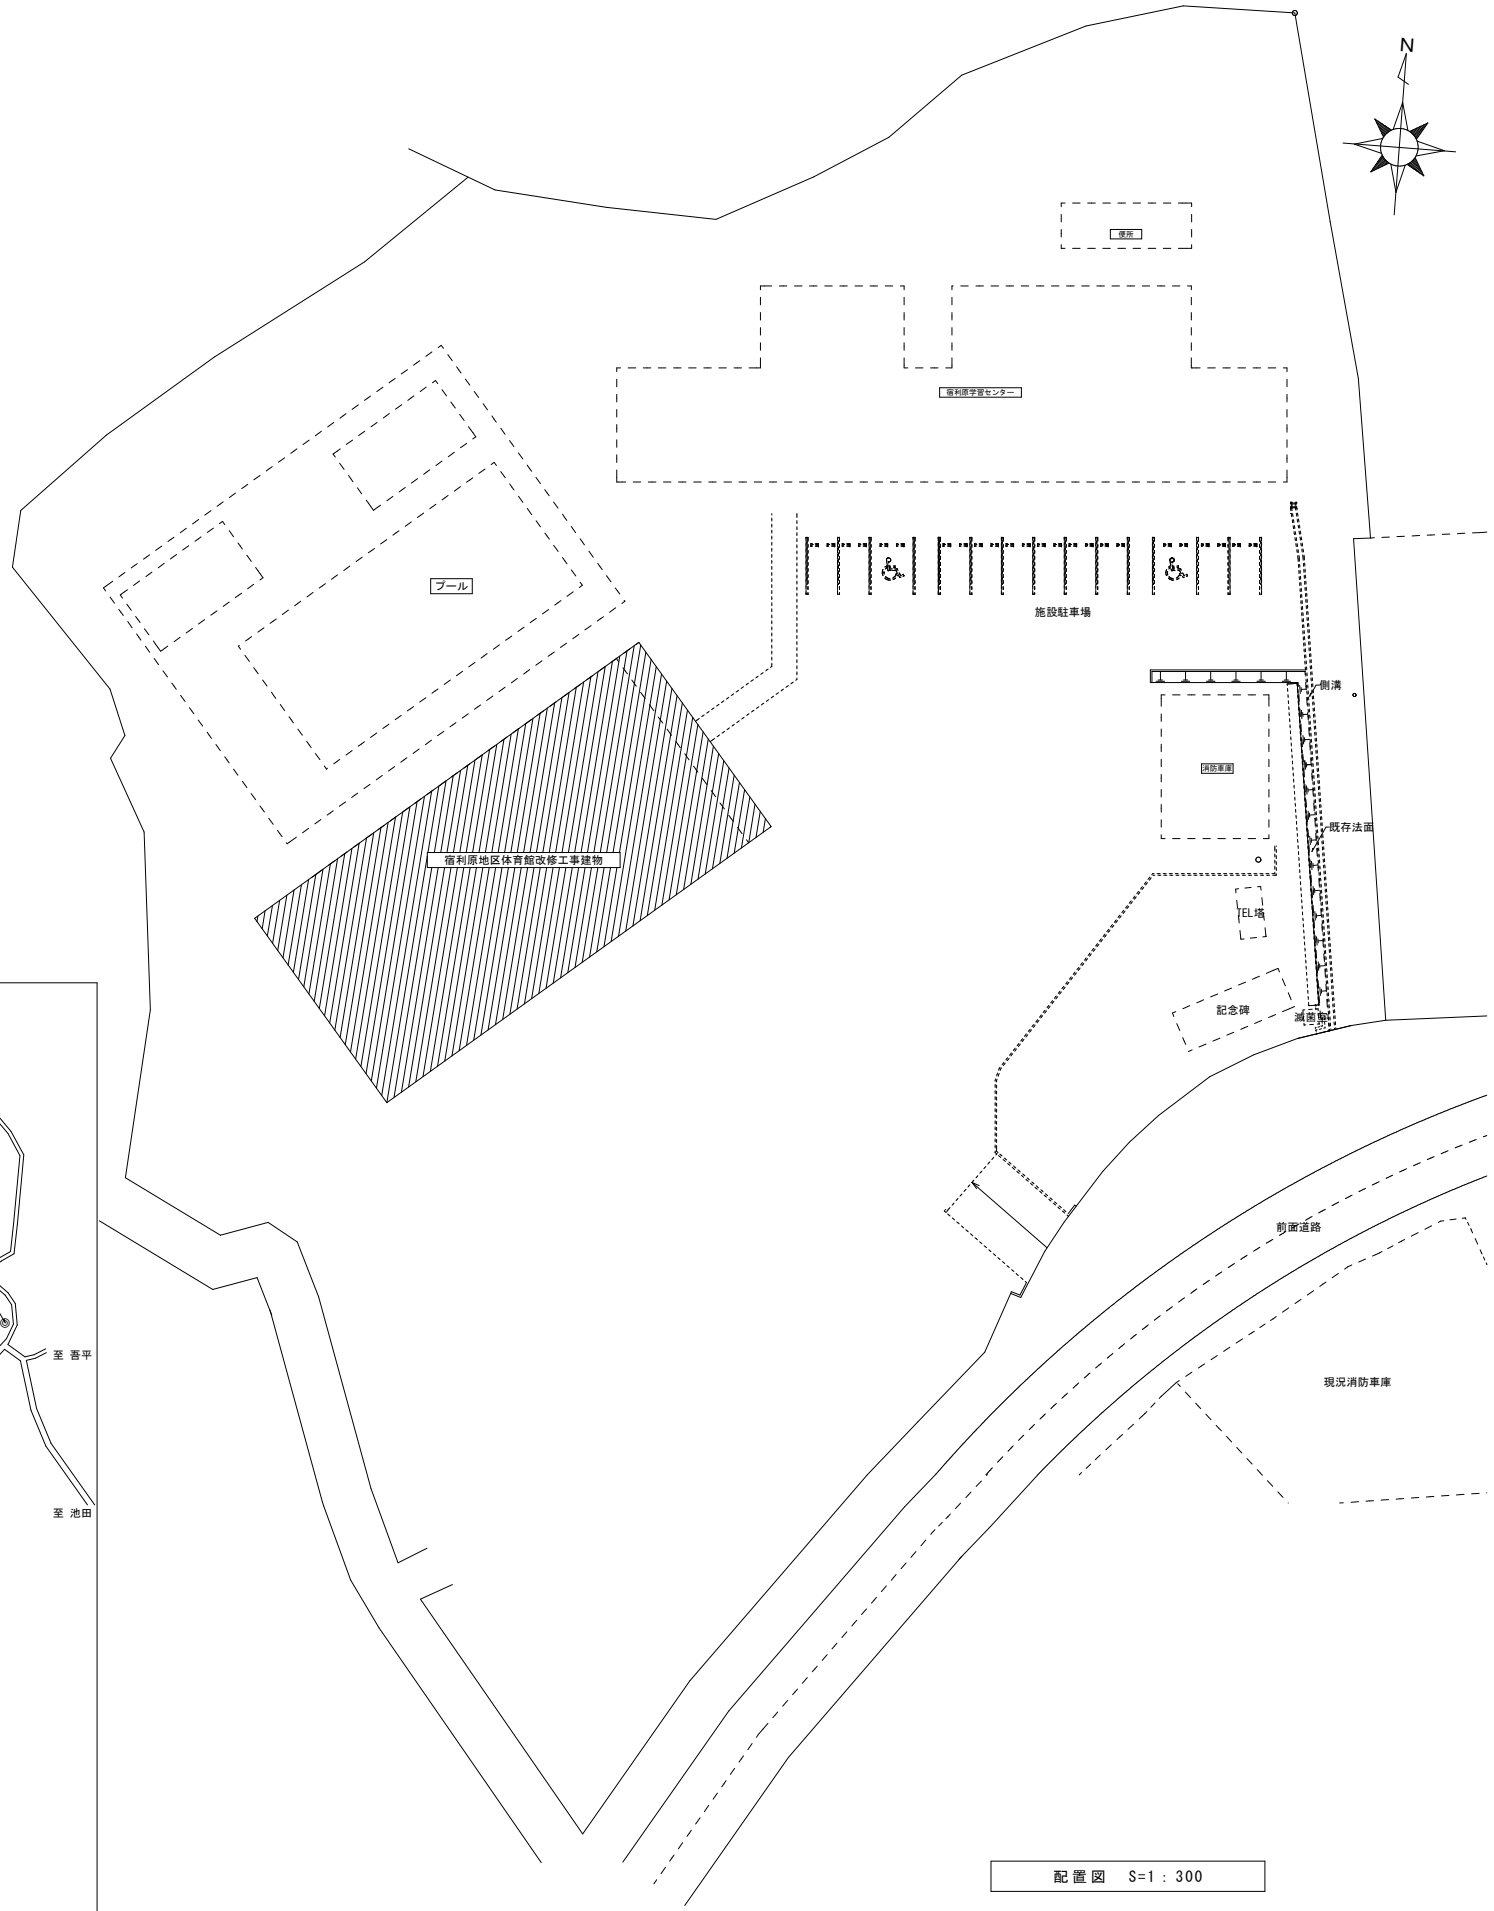 N
便所
宿利原学習センター
プール
施設駐車場
側溝
消防車庫
既存法面
宿利原地区体育館改修工事建物
TEL塔
記念碑
滅菌室
前面道路
至 吾平
現況消防車庫
至 池田
配置図 S=1：300